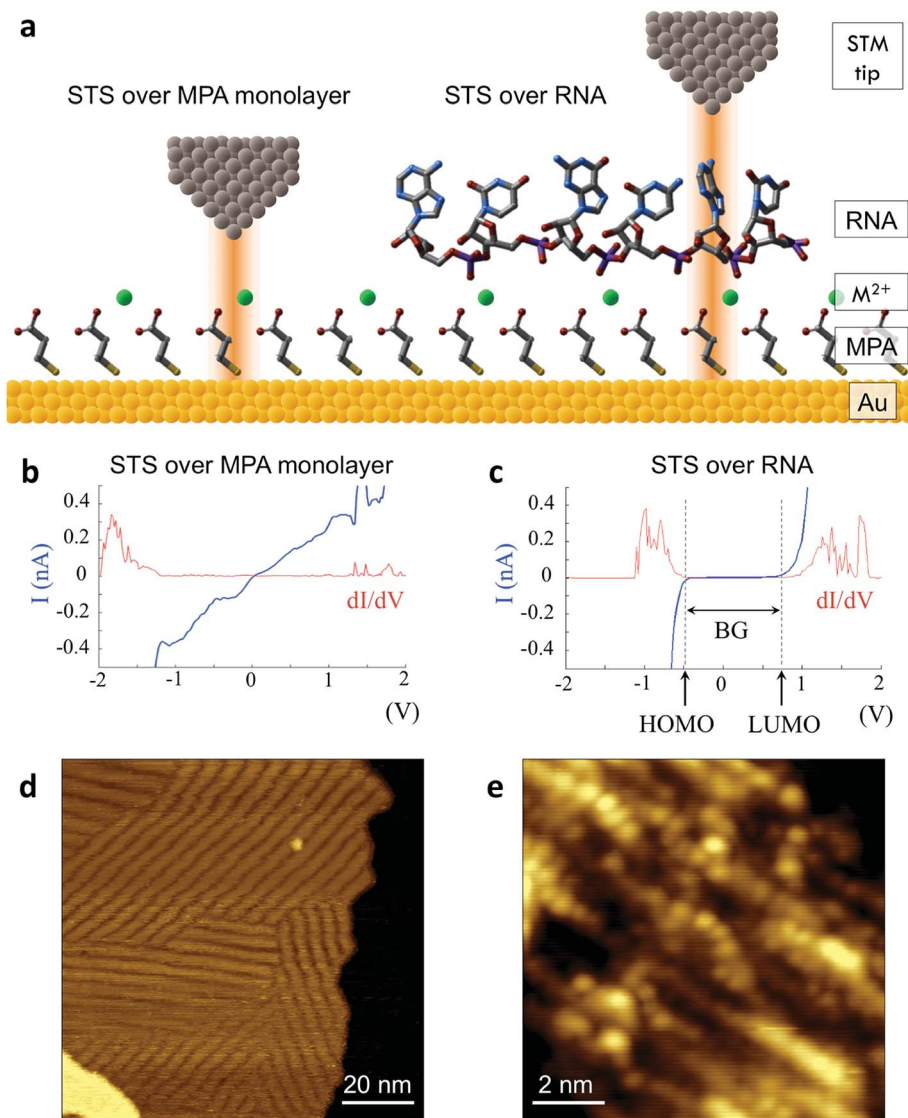 a
STM
tip
STS over MPA monolayer
STS over RNA
RNA
M²⁺
MPA
Au
b
STS over MPA monolayer
I (nA)
0.4
0.2
0
-0.2
-0.4
dI/dV
-2
-1
0
1
2
(V)
c
STS over RNA
I (nA)
0.4
0.2
0
-0.2
-0.4
dI/dV
BG
-2
-1
0
1
2
HOMO
LUMO
(V)
d
20 nm
e
2 nm